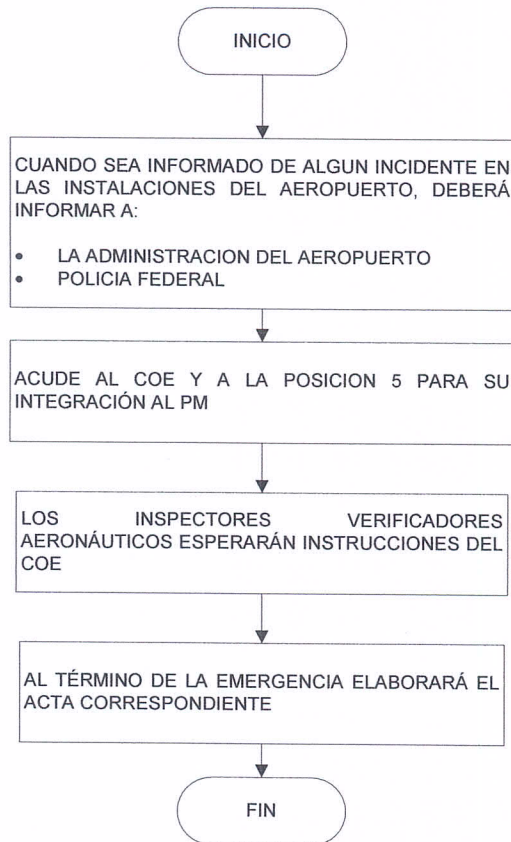 INICIO
CUANDO SEA INFORMADO DE ALGUN INCIDENTE EN
LAS INSTALACIONES DEL AEROPUERTO, DEBERÁ
INFORMAR A:
• LA ADMINISTRACION DEL AEROPUERTO
• POLICIA FEDERAL
ACUDE AL COE Y A LA POSICION 5 PARA SU
INTEGRACIÓN AL PM
LOS INSPECTORES VERIFICADORES
AERONÁUTICOS ESPERARÁN INSTRUCCIONES DEL
COE
AL TÉRMINO DE LA EMERGENCIA ELABORARÁ EL
ACTA CORRESPONDIENTE
FIN